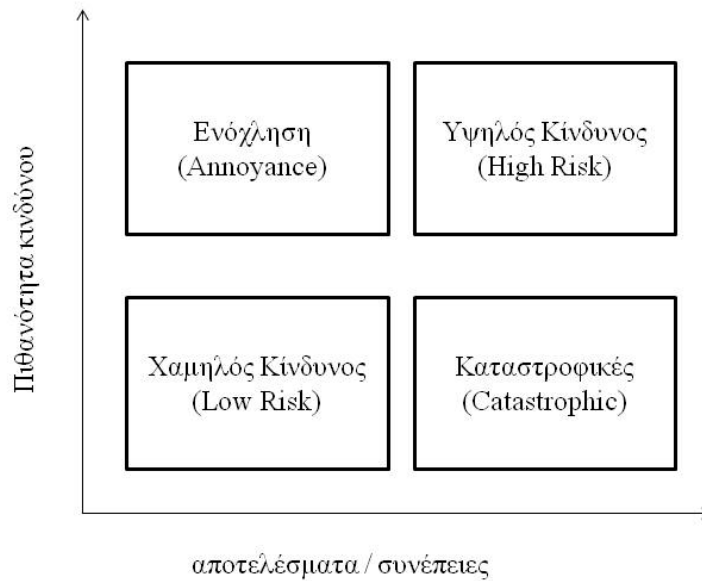 Πιθανότητα κινδύνου
Ενόχληση
(Annoyance)
Υψηλός Κίνδυνος
(High Risk)
Χαμηλός Κίνδυνος
(Low Risk)
Καταστροφικές
(Catastrophic)
αποτελέσματα / συνέπειες